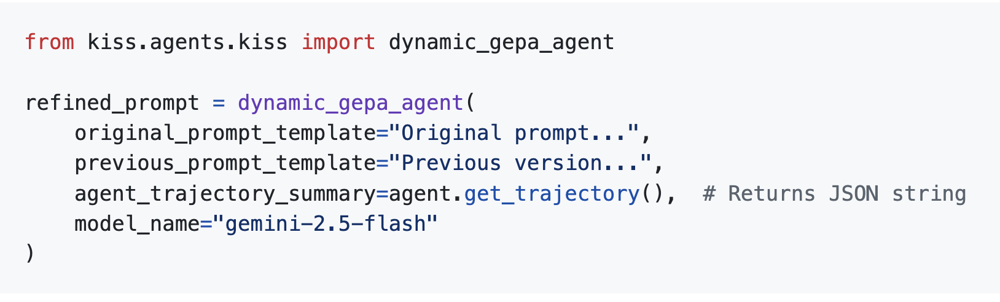 from kiss.agents.kiss import dynamic_gepa_agent

refined_prompt = dynamic_gepa_agent(
    original_prompt_template="Original prompt...",
    previous_prompt_template="Previous version...",
    agent_trajectory_summary=agent.get_trajectory(),  # Returns JSON string
    model_name="gemini-2.5-flash"
)